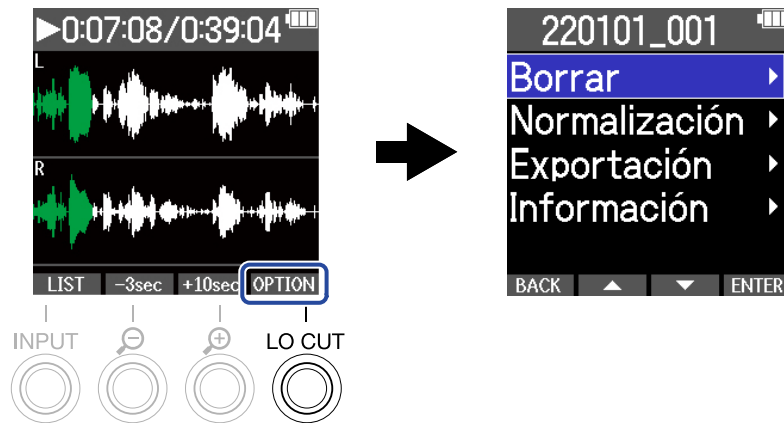 ▶0:07:08/0:39:04
L
R
LIST -3sec +10sec OPTION
INPUT LO CUT
220101_001
Borrar
Normalización
Exportación
Información
BACK ▲ ▼ ENTER